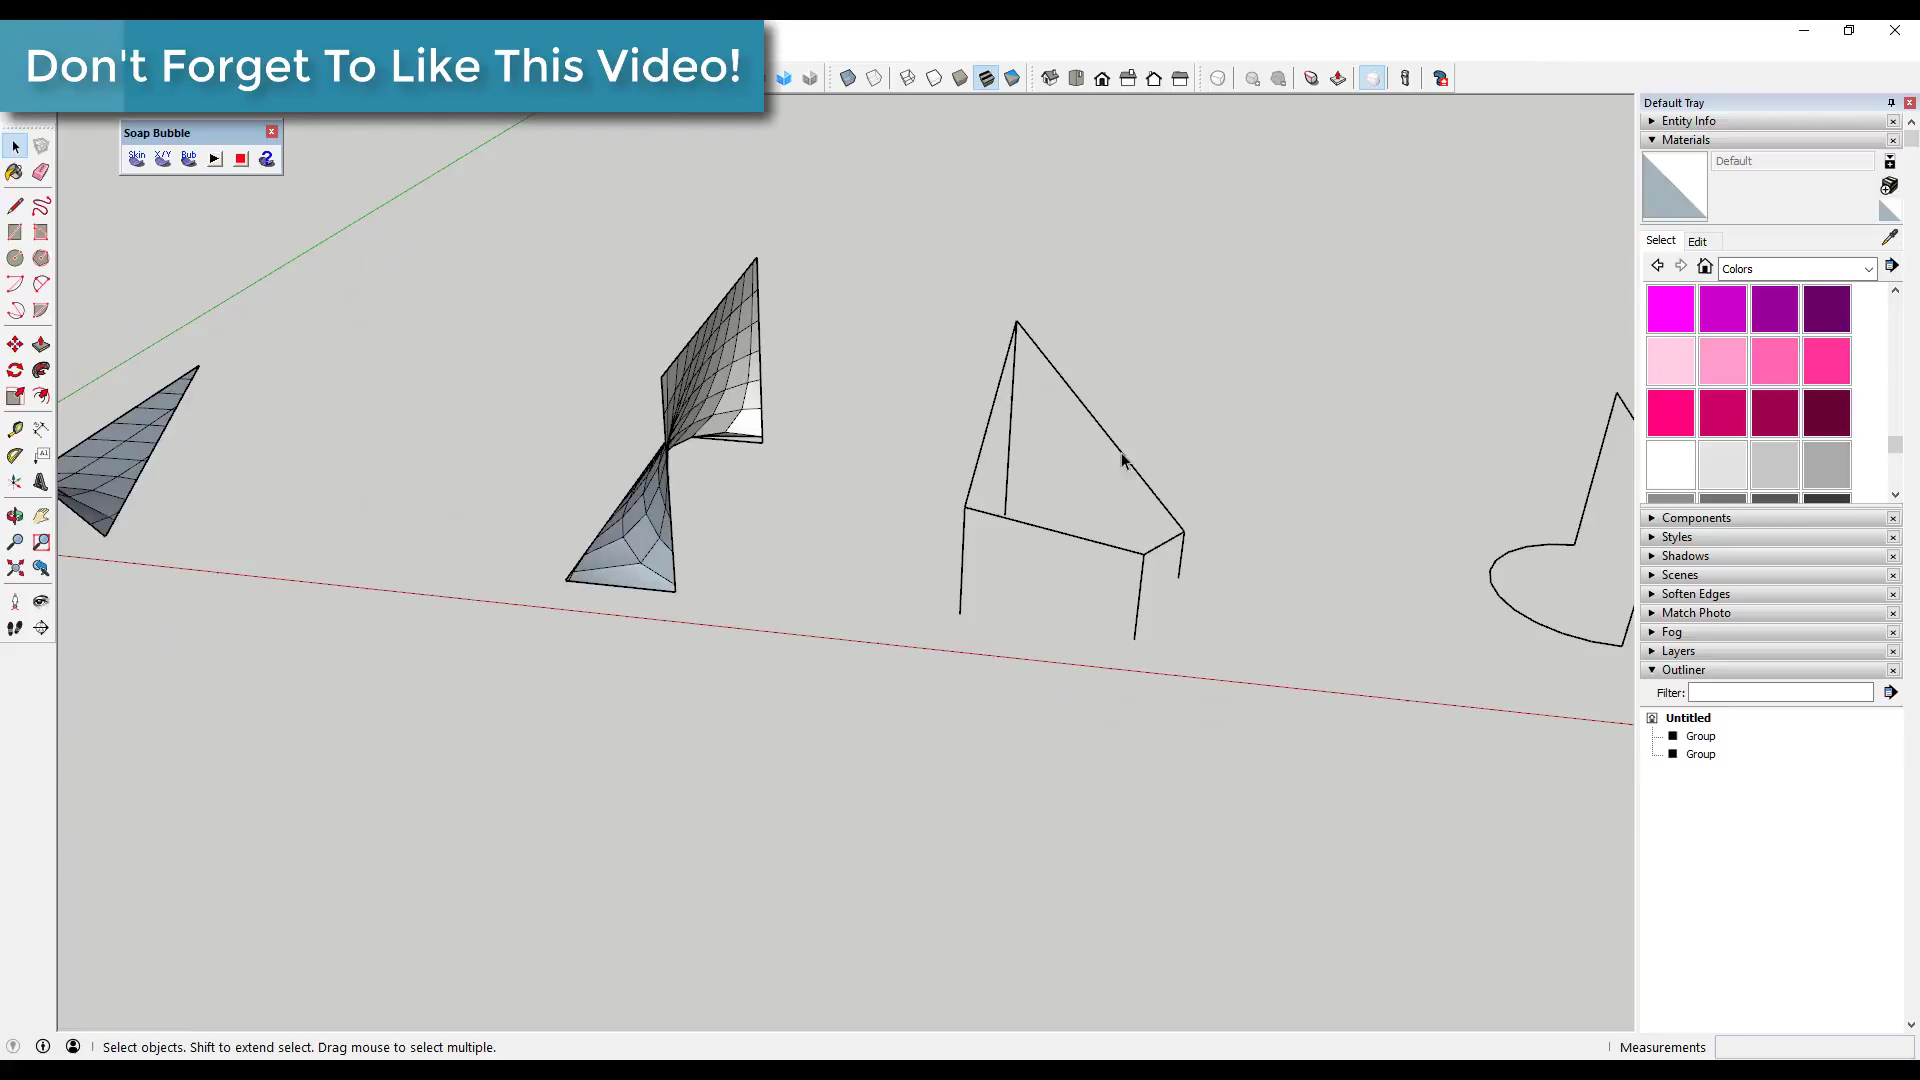 Don't Forget To Like This Video!
Soap Bubble
Skin X/Y Bub
Default Tray
Entity Info
Materials
Default
Select Edit
Colors
Components
Styles
Shadows
Scenes
Soften Edges
Match Photo
Fog
Layers
Outliner
Filter:
Untitled
Group
Group
Select objects. Shift to extend select. Drag mouse to select multiple.
Measurements